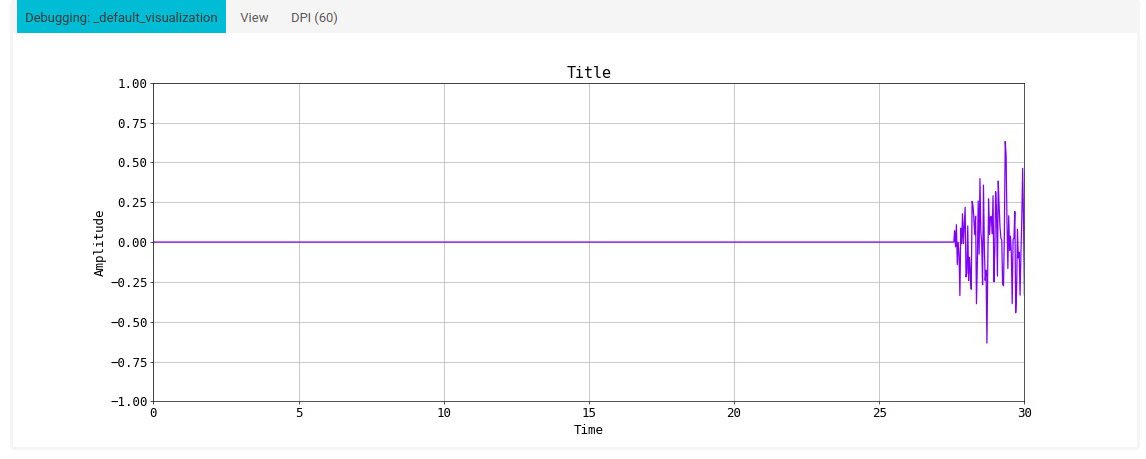 Debugging: _default_visualization View DPI (60)
Title
1.00
0.75
0.50
0.25
0.00
−0.25
−0.50
−0.75
−1.00
Amplitude
0 5 10 15 20 25 30
Time